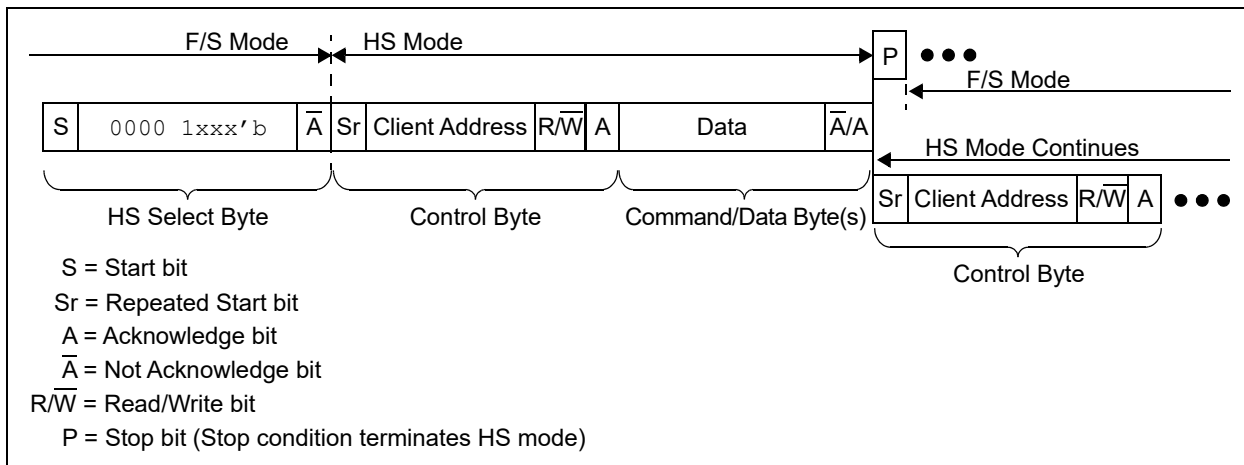 F/S Mode
HS Mode
P
F/S Mode
S 0000 1xxx’b A̅ Sr Client Address R/W̅ A Data A̅/A
HS Mode Continues
HS Select Byte
Control Byte
Command/Data Byte(s)
Sr Client Address R/W̅ A
Control Byte
S = Start bit
Sr = Repeated Start bit
A = Acknowledge bit
A̅ = Not Acknowledge bit
R/W̅ = Read/Write bit
P = Stop bit (Stop condition terminates HS mode)